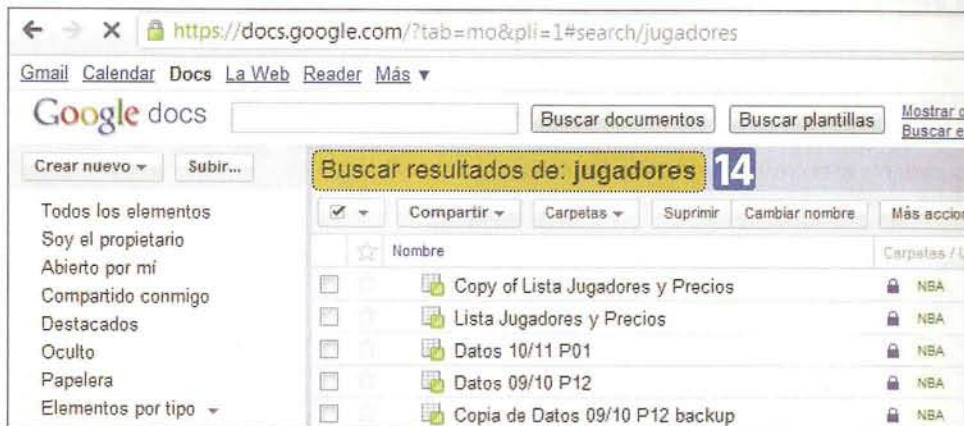 https://docs.google.com/?tab=mo&pli=1#search/jugadores
Gmail Calendar Docs La Web Reader Más ▼
Google docs Buscar documentos Buscar plantillas Mostrar
Buscar
Crear nuevo Subir... Buscar resultados de: jugadores 14
Compartir Carpetas Suprimir Cambiar nombre Más
Nombre Carpetas /
Todos los elementos
Soy el propietario
Abierto por mí
Compartido conmigo
Destacados
Oculto
Papelera
Elementos por tipo
Copy of Lista Jugadores y Precios NBA
Lista Jugadores y Precios NBA
Datos 10/11 P01 NBA
Datos 09/10 P12 NBA
Copia de Datos 09/10 P12 backup NBA